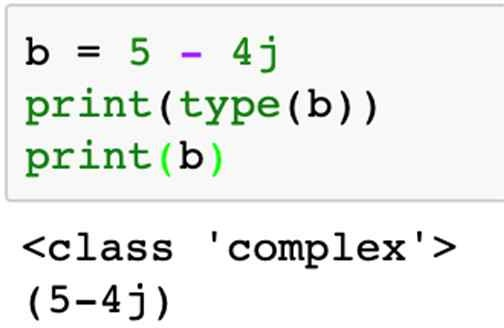 b = 5 - 4j
print(type(b))
print(b)
<class 'complex'>
(5-4j)